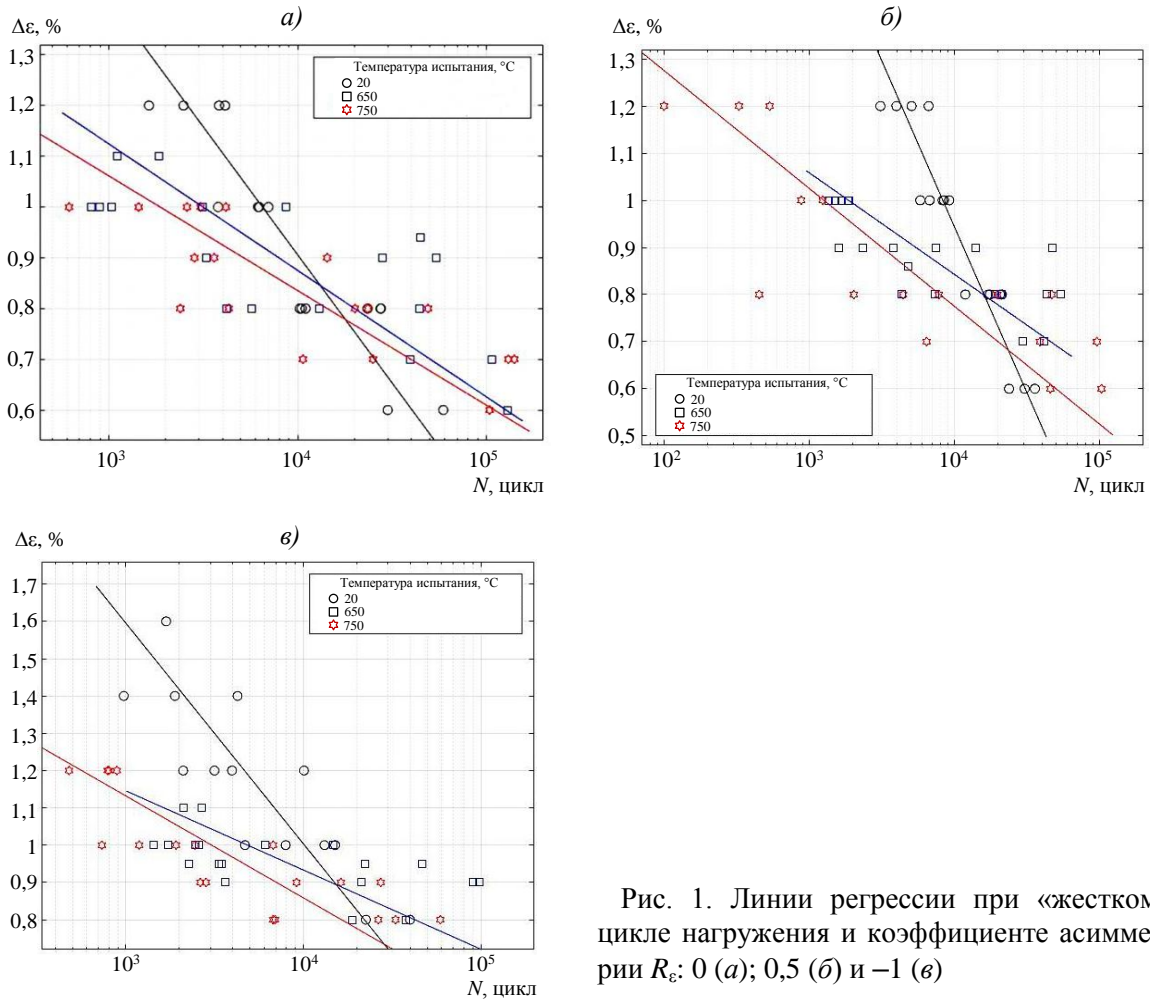 Δε, %
а)
1,3
1,2
1,1
1
0,9
0,8
0,7
0,6
Температура испытания, °С
20
650
750
10³ 10⁴ 10⁵
N, цикл
Δε, %
б)
1,3
1,2
1,1
1
0,9
0,8
0,7
0,6
0,5
Температура испытания, °С
20
650
750
10² 10³ 10⁴ 10⁵
N, цикл
Δε, %
в)
1,7
1,6
1,5
1,4
1,3
1,2
1,1
1
0,9
0,8
Температура испытания, °С
20
650
750
10³ 10⁴ 10⁵
N, цикл
Рис. 1. Линии регрессии при «жестком
цикле нагружения и коэффициенте асимме
рии Rε: 0 (а); 0,5 (б) и –1 (в)